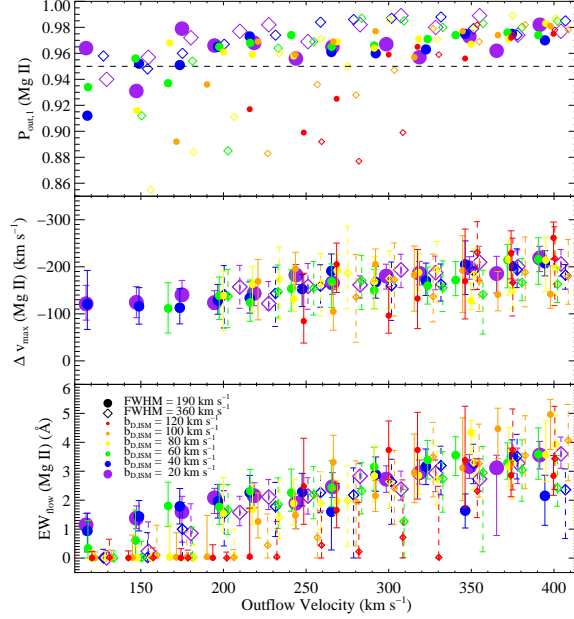 1.00
0.98
0.96
0.94
0.92
0.90
0.88
0.86
P_out,1 (Mg II)
−300
−200
−100
0
Δ v_max (Mg II) (km s⁻¹)
6
5
4
3
2
1
0
EW_flow (Mg II) (Å)
FWHM = 190 km s⁻¹
FWHM = 360 km s⁻¹
b_D,ISM = 120 km s⁻¹
b_D,ISM = 100 km s⁻¹
b_D,ISM = 80 km s⁻¹
b_D,ISM = 60 km s⁻¹
b_D,ISM = 40 km s⁻¹
b_D,ISM = 20 km s⁻¹
100 150 200 250 300 350 400
Outflow Velocity (km s⁻¹)